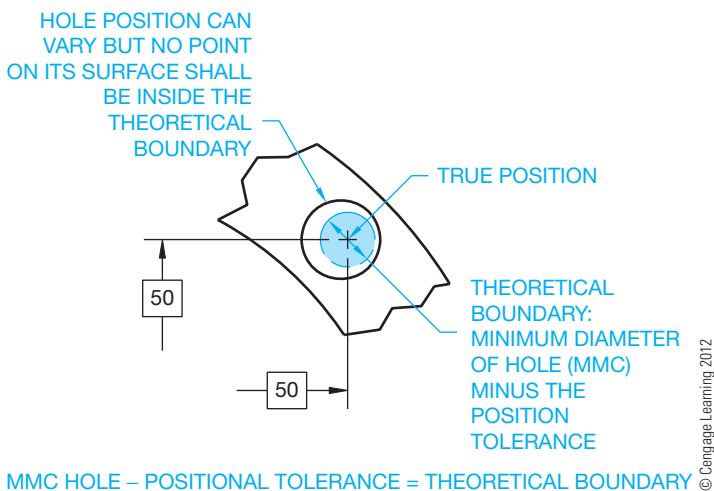 HOLE POSITION CAN
VARY BUT NO POINT
ON ITS SURFACE SHALL
BE INSIDE THE
THEORETICAL
BOUNDARY
TRUE POSITION
50
THEORETICAL
BOUNDARY:
MINIMUM DIAMETER
OF HOLE (MMC)
MINUS THE
POSITION
TOLERANCE
50
MMC HOLE – POSITIONAL TOLERANCE = THEORETICAL BOUNDARY
© Cengage Learning 2012